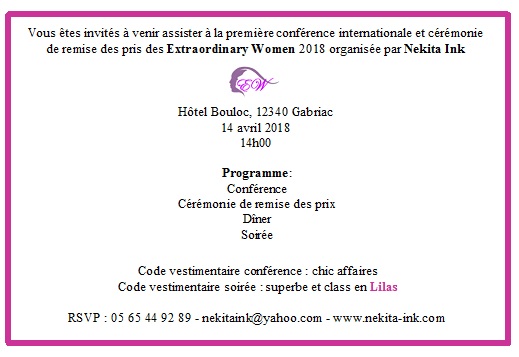 Vous êtes invités à venir assister à la première conférence internationale et cérémonie
de remise des pris des Extraordinary Women 2018 organisée par Nekita Ink
EW
Hôtel Bouloc, 12340 Gabriac
14 avril 2018
14h00
Programme:
Conférence
Cérémonie de remise des prix
Dîner
Soirée
Code vestimentaire conférence : chic affaires
Code vestimentaire soirée : superbe et class en Lilas
RSVP : 05 65 44 92 89 - nekitaink@yahoo.com - www.nekita-ink.com